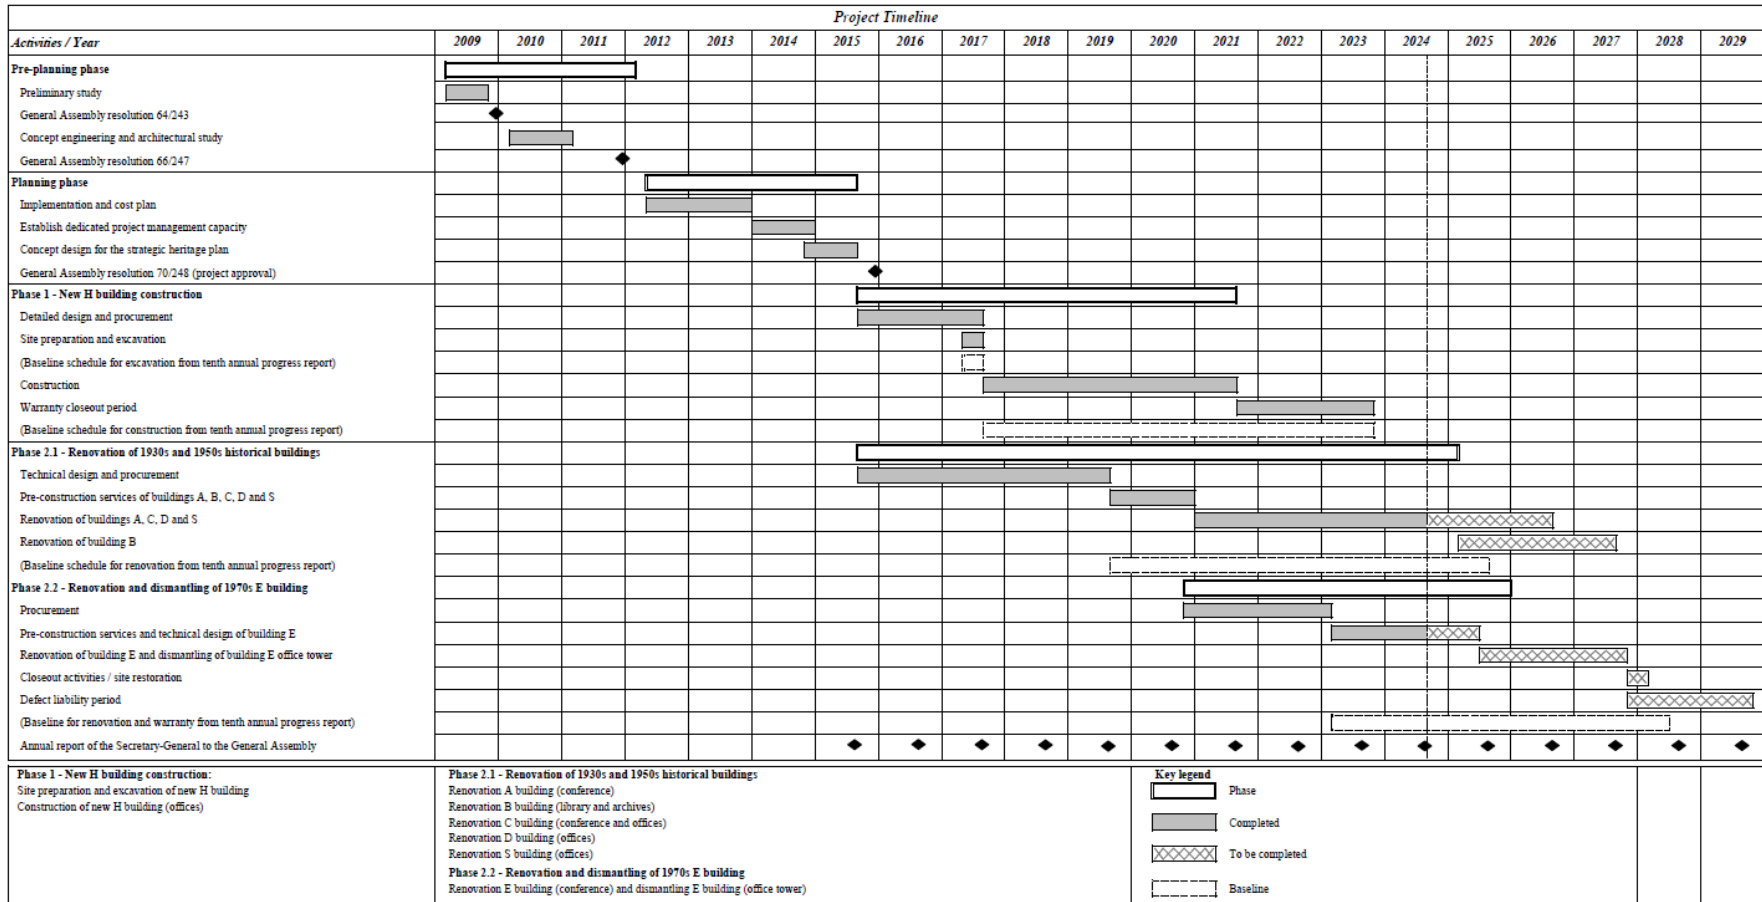 Project Timeline
Activities / Year 2009 2010 2011 2012 2013 2014 2015 2016 2017 2018 2019 2020 2021 2022 2023 2024 2025 2026 2027 2028 2029
Pre-planning phase
Preliminary study
General Assembly resolution 64/243
Concept engineering and architectural study
General Assembly resolution 66/247
Planning phase
Implementation and cost plan
Establish dedicated project management capacity
Concept design for the strategic heritage plan
General Assembly resolution 70/248 (project approval)
Phase 1 - New H building construction
Detailed design and procurement
Site preparation and excavation
(Baseline schedule for excavation from tenth annual progress report)
Construction
Warranty closeout period
(Baseline schedule for construction from tenth annual progress report)
Phase 2.1 - Renovation of 1930s and 1950s historical buildings
Technical design and procurement
Pre-construction services of buildings A, B, C, D and S
Renovation of buildings A, C, D and S
Renovation of building B
(Baseline schedule for renovation from tenth annual progress report)
Phase 2.2 - Renovation and dismantling of 1970s E building
Procurement
Pre-construction services and technical design of building E
Renovation of building E and dismantling of building E office tower
Closeout activities / site restoration
Defect liability period
(Baseline for renovation and warranty from tenth annual progress report)
Annual report of the Secretary-General to the General Assembly
Phase 1 - New H building construction:
Site preparation and excavation of new H building
Construction of new H building (offices)
Phase 2.1 - Renovation of 1930s and 1950s historical buildings
Renovation A building (conference)
Renovation B building (library and archives)
Renovation C building (conference and offices)
Renovation D building (offices)
Renovation S building (offices)
Phase 2.2 - Renovation and dismantling of 1970s E building
Renovation E building (conference) and dismantling E building (office tower)
Key legend
Phase
Completed
To be completed
Baseline